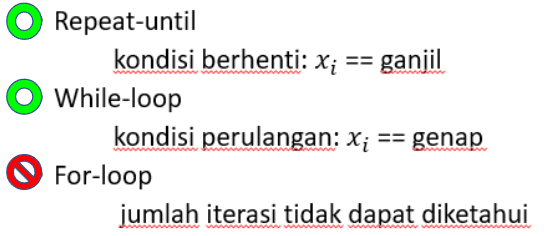 Repeat-until
kondisi berhenti: xᵢ == ganjil
While-loop
kondisi perulangan: xᵢ == genap
For-loop
jumlah iterasi tidak dapat diketahui